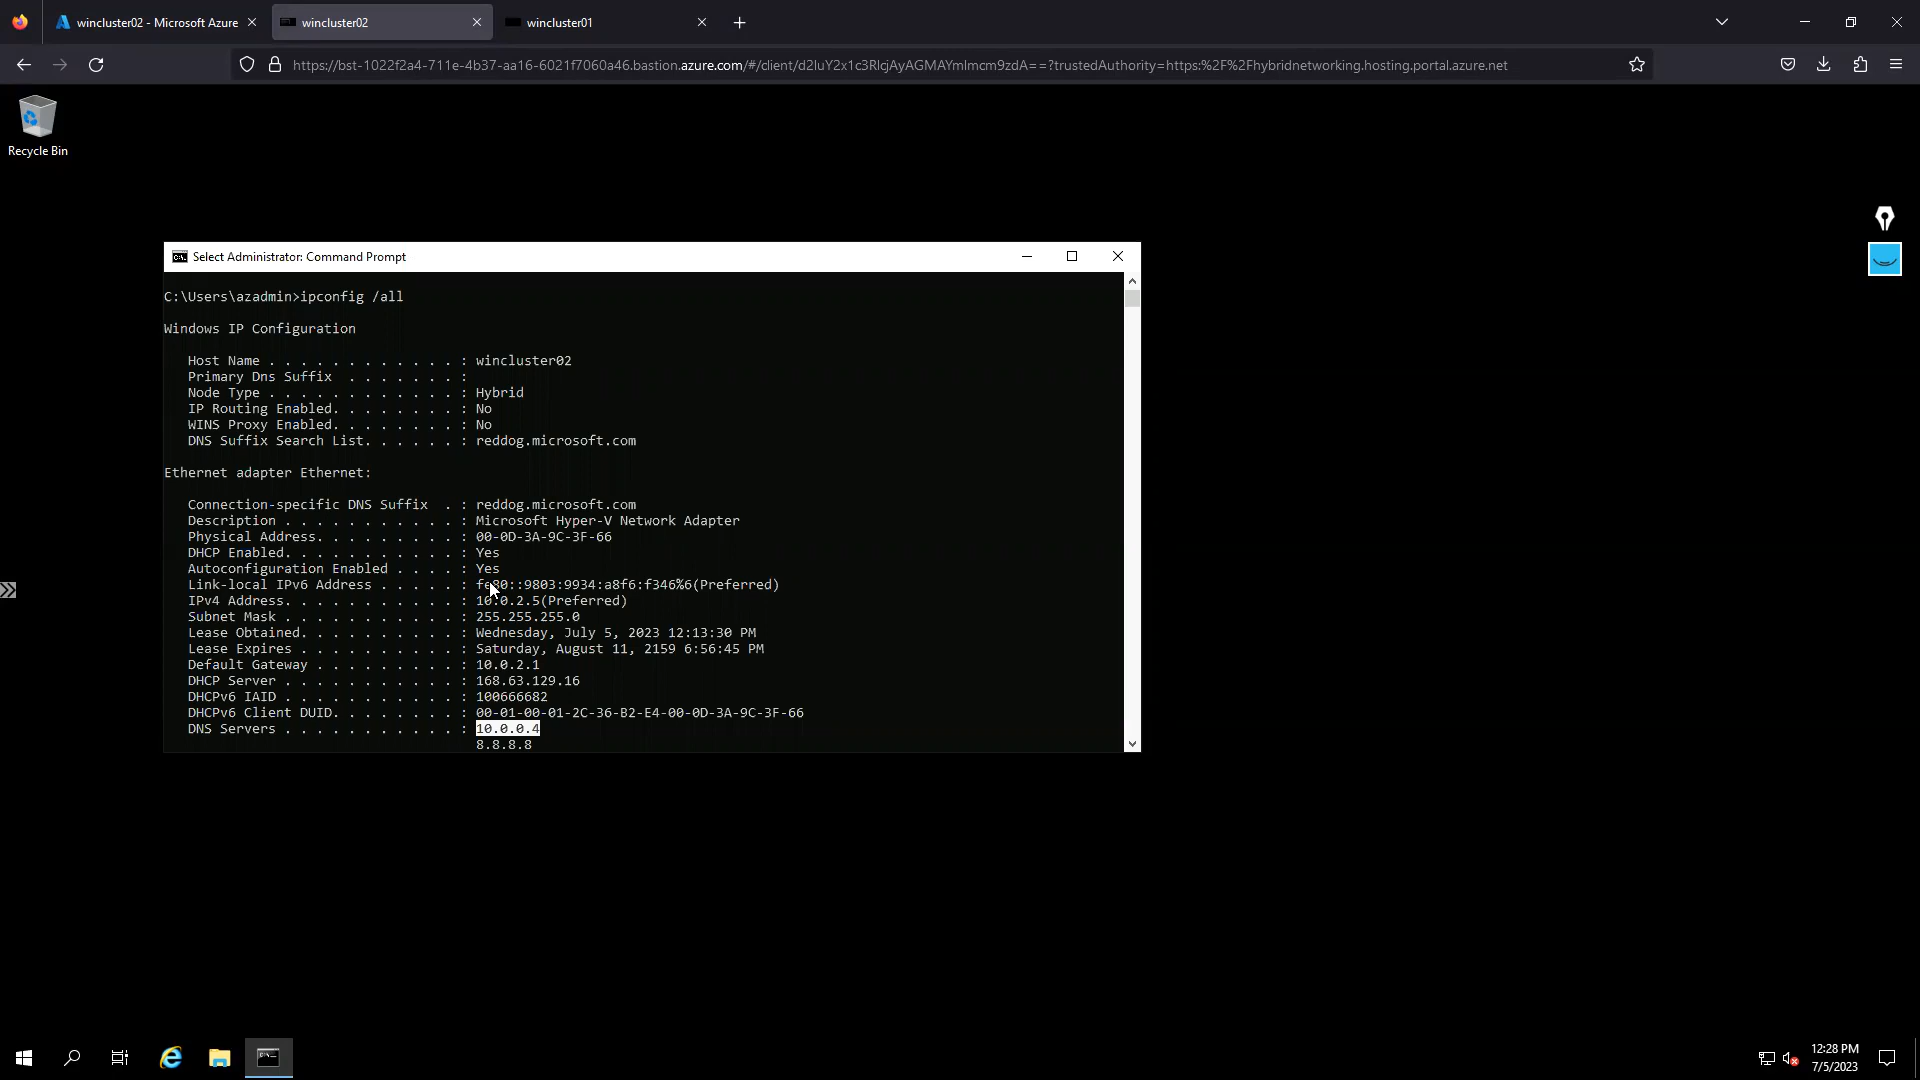 wincluster02 - Microsoft Azure
wincluster02
wincluster01
https://bst-1022f2a4-711e-4b37-aa16-6021f7060a46.bastion.azure.com/#/client/d2luY2x1c3RlcjAyAGMAYmlmcm9zdA==?trustedAuthority=https:%2F%2Fhybridnetworking.hosting.portal.azure.net
Recycle Bin
Select Administrator: Command Prompt
C:\Users\azadmin>ipconfig /all
Windows IP Configuration
Host Name . . . . . . . . . . . . : wincluster02
Primary Dns Suffix  . . . . . . . :
Node Type . . . . . . . . . . . . : Hybrid
IP Routing Enabled. . . . . . . . : No
WINS Proxy Enabled. . . . . . . . : No
DNS Suffix Search List. . . . . . : reddog.microsoft.com
Ethernet adapter Ethernet:
Connection-specific DNS Suffix  . : reddog.microsoft.com
Description . . . . . . . . . . . : Microsoft Hyper-V Network Adapter
Physical Address. . . . . . . . . : 00-0D-3A-9C-3F-66
DHCP Enabled. . . . . . . . . . . : Yes
Autoconfiguration Enabled . . . . : Yes
Link-local IPv6 Address . . . . . : fe80::9803:9934:a8f6:f346%6(Preferred)
IPv4 Address. . . . . . . . . . . : 10.0.2.5(Preferred)
Subnet Mask . . . . . . . . . . . : 255.255.255.0
Lease Obtained. . . . . . . . . . : Wednesday, July 5, 2023 12:13:30 PM
Lease Expires . . . . . . . . . . : Saturday, August 11, 2159 6:56:45 PM
Default Gateway . . . . . . . . . : 10.0.2.1
DHCP Server . . . . . . . . . . . : 168.63.129.16
DHCPv6 IAID . . . . . . . . . . . : 100666682
DHCPv6 Client DUID. . . . . . . . : 00-01-00-01-2C-36-B2-E4-00-0D-3A-9C-3F-66
DNS Servers . . . . . . . . . . . : 10.0.0.4
8.8.8.8
12:28 PM
7/5/2023